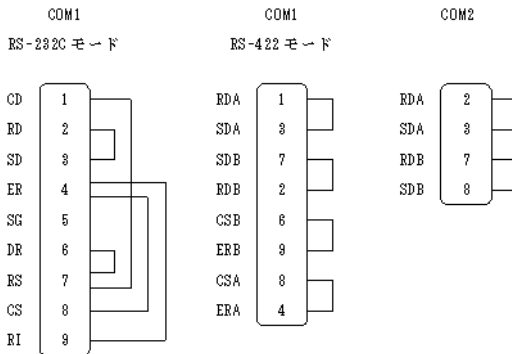 COM1
RS-232C モード
CD 1
RD 2
SD 3
ER 4
SG 5
DR 6
RS 7
CS 8
RI 9
COM1
RS-422 モード
RDA 1
SDA 3
SDB 7
RDB 2
CSB 6
ERB 9
CSA 8
ERA 4
COM2
RDA 2
SDA 3
RDB 7
SDB 8